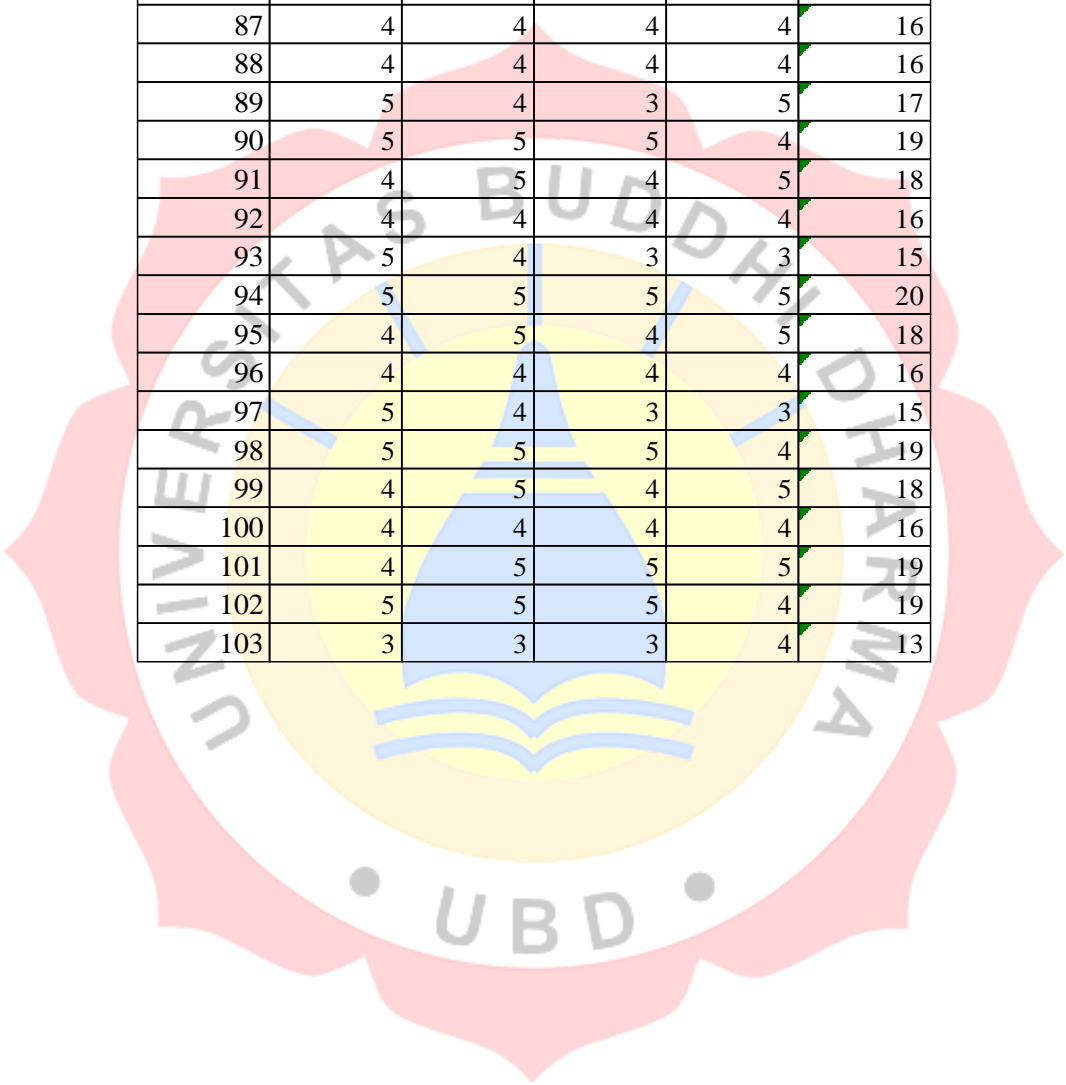 87 4 4 4 4 16
88 4 4 4 4 16
89 5 4 3 5 17
90 5 5 5 4 19
91 4 5 4 5 18
92 4 4 4 4 16
93 5 4 3 3 15
94 5 5 5 5 20
95 4 5 4 5 18
96 4 4 4 4 16
97 5 4 3 3 15
98 5 5 5 4 19
99 4 5 4 5 18
100 4 4 4 4 16
101 4 5 5 5 19
102 5 5 5 4 19
103 3 3 3 4 13
UNIVERSITAS BUDDHI DHARMA
UBD